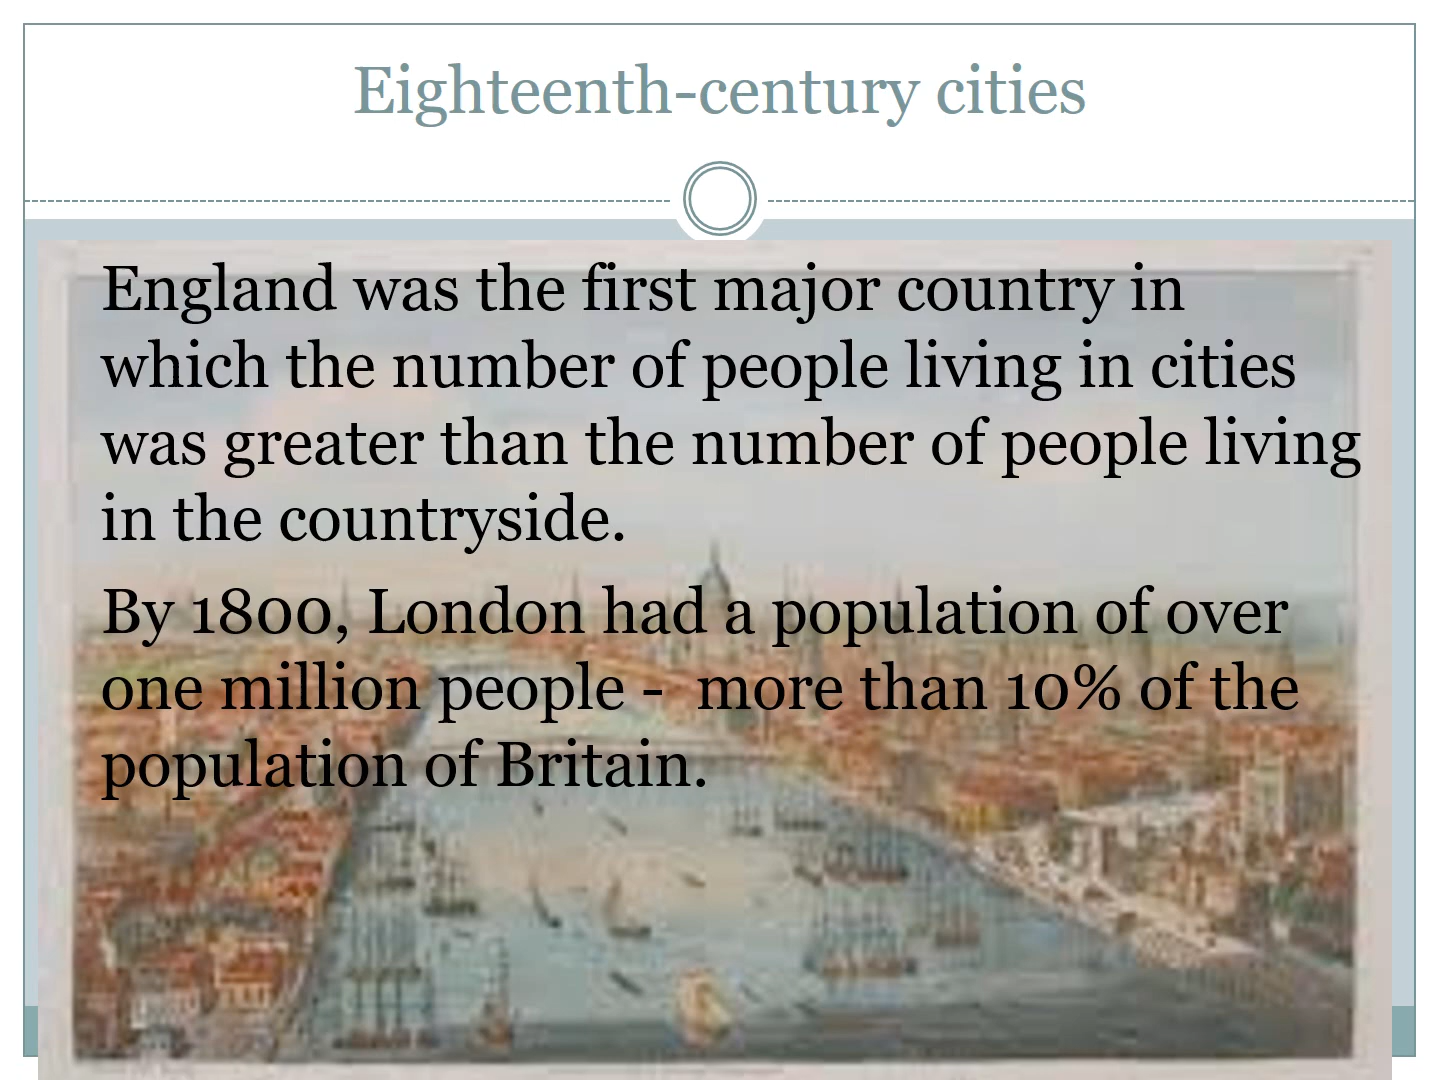 Eighteenth-century cities
England was the first major country in
which the number of people living in cities
was greater than the number of people living
in the countryside.
By 1800, London had a population of over
one million people -  more than 10% of the
population of Britain.